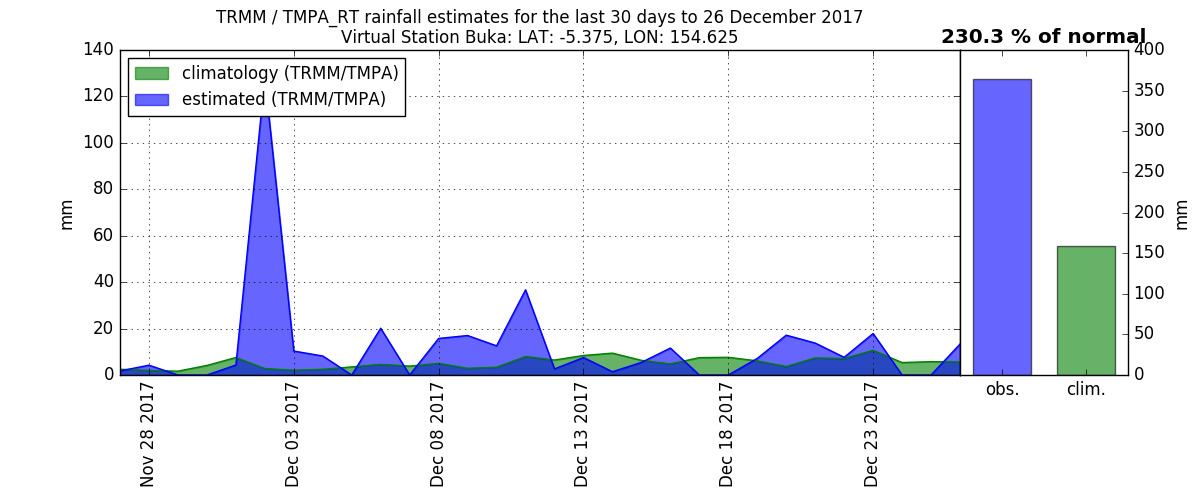 TRMM / TMPA_RT rainfall estimates for the last 30 days to 26 December 2017
Virtual Station Buka: LAT: -5.375, LON: 154.625
230.3 % of normal
climatology (TRMM/TMPA)
estimated (TRMM/TMPA)
140
120
100
80
60
40
20
0
mm
Nov 28 2017
Dec 03 2017
Dec 08 2017
Dec 13 2017
Dec 18 2017
Dec 23 2017
400
350
300
250
200
150
100
50
0
mm
obs.
clim.